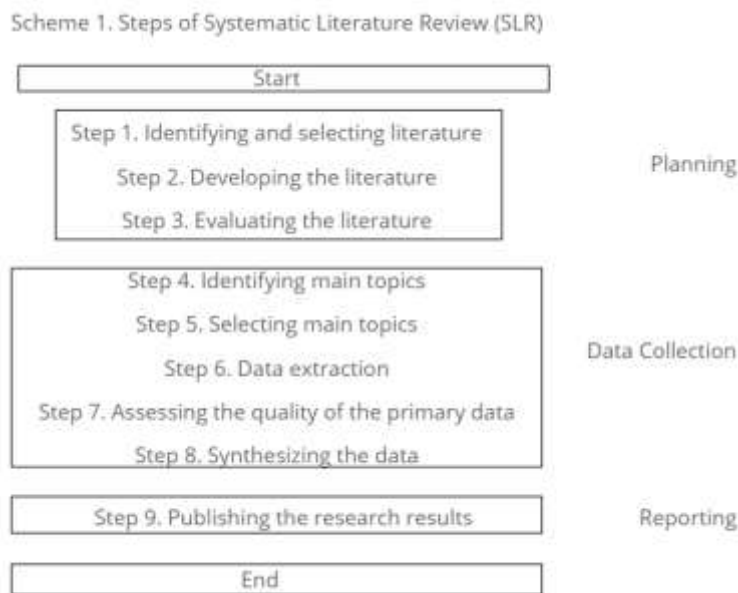 Scheme 1. Steps of Systematic Literature Review (SLR)
Start
Step 1. Identifying and selecting literature
Step 2. Developing the literature
Step 3. Evaluating the literature
Planning
Step 4. Identifying main topics
Step 5. Selecting main topics
Step 6. Data extraction
Step 7. Assessing the quality of the primary data
Step 8. Synthesizing the data
Data Collection
Step 9. Publishing the research results
Reporting
End